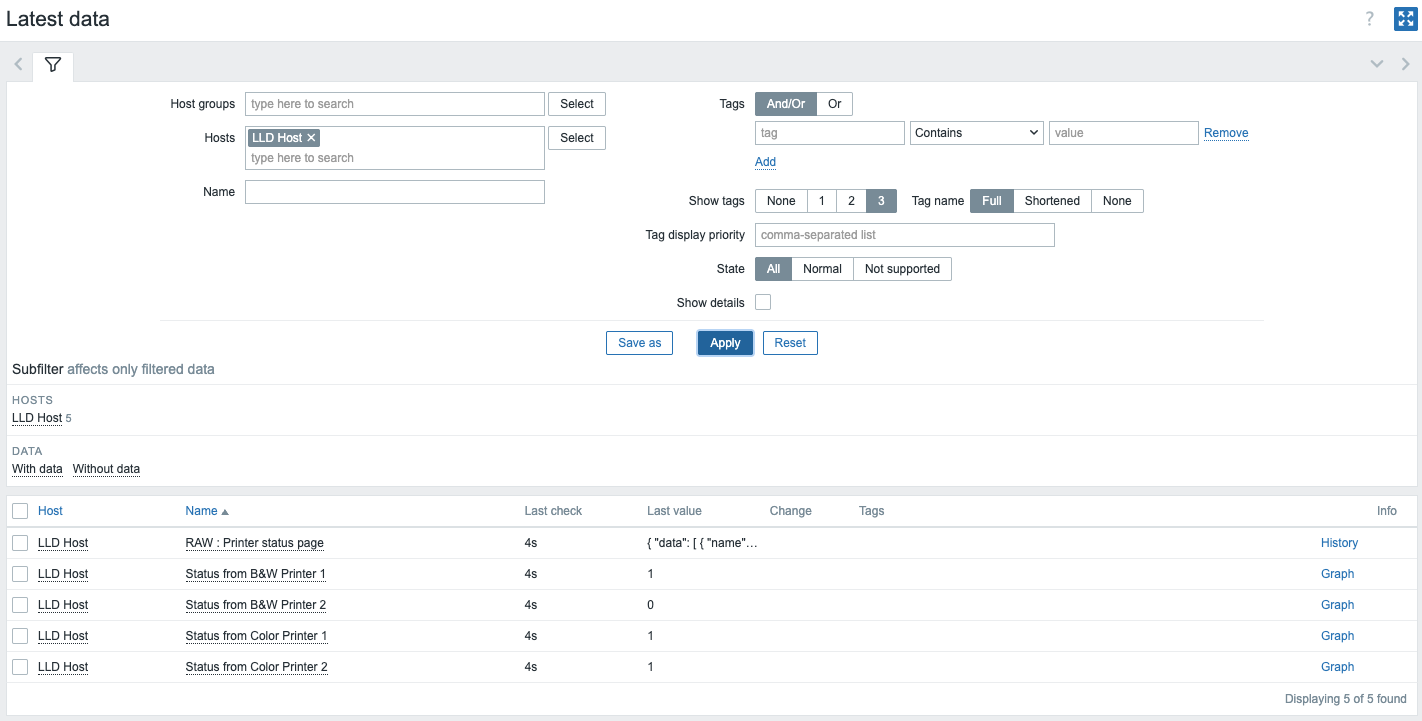 Latest data
?
Host groups type here to search Select
Hosts LLD Host × Select
type here to search
Name
Tags And/Or Or
tag Contains value Remove
Add
Show tags None 1 2 3 Tag name Full Shortened None
Tag display priority comma-separated list
State All Normal Not supported
Show details
Save as Apply Reset
Subfilter affects only filtered data
HOSTS
LLD Host 5
DATA
With data Without data
Host Name Last check Last value Change Tags Info
LLD Host RAW : Printer status page 4s { "data": [ { "name"... History
LLD Host Status from B&W Printer 1 4s 1 Graph
LLD Host Status from B&W Printer 2 4s 0 Graph
LLD Host Status from Color Printer 1 4s 1 Graph
LLD Host Status from Color Printer 2 4s 1 Graph
Displaying 5 of 5 found